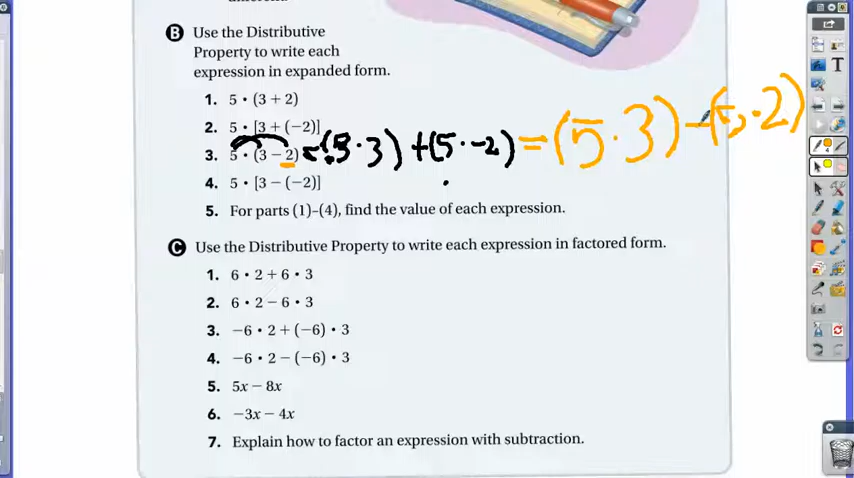 B Use the Distributive
Property to write each
expression in expanded form.
1. 5 • (3 + 2)
2. 5 • [3 + (−2)]
3. 5 • (3 − 2) = (5 · 3) + (5 · -2) = (5 · 3) - (5 · 2)
4. 5 • [3 − (−2)]
5. For parts (1)–(4), find the value of each expression.
C Use the Distributive Property to write each expression in factored form.
1. 6 • 2 + 6 • 3
2. 6 • 2 − 6 • 3
3. −6 • 2 + (−6) • 3
4. −6 • 2 − (−6) • 3
5. 5x − 8x
6. −3x − 4x
7. Explain how to factor an expression with subtraction.
T